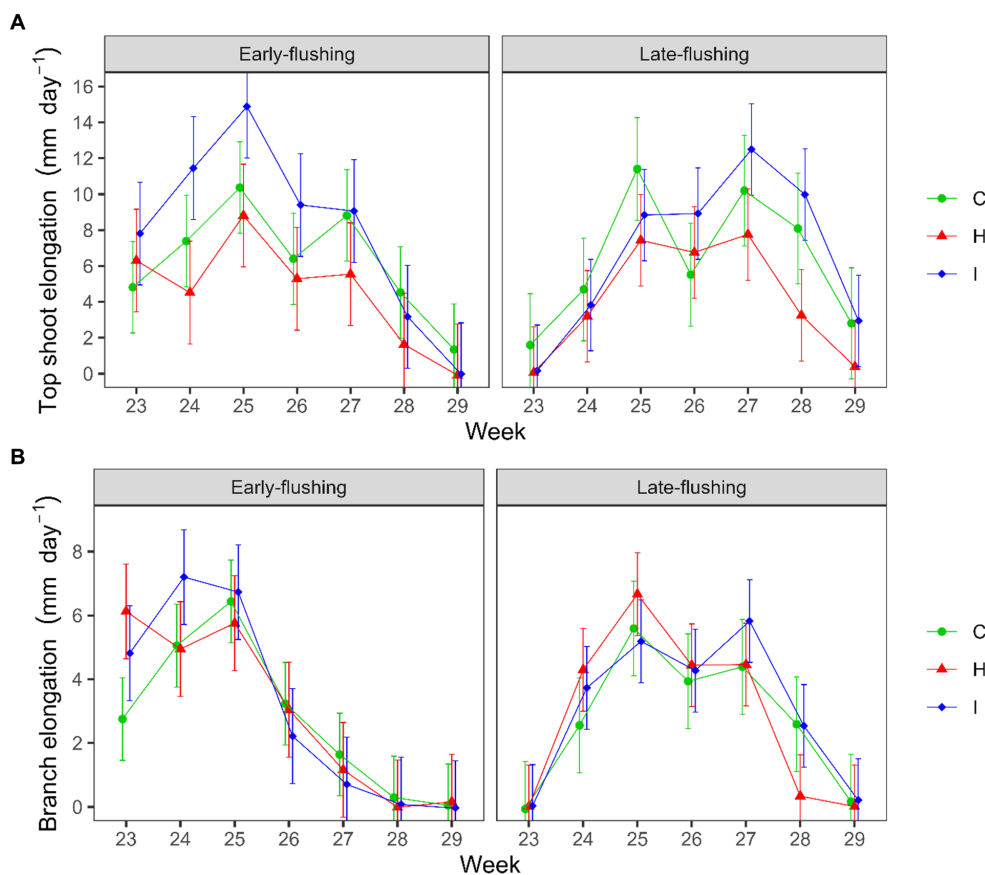 A
Early-flushing Late-flushing
Top shoot elongation (mm day⁻¹)
16
14
12
10
8
6
4
2
0
23 24 25 26 27 28 29 23 24 25 26 27 28 29
Week
C
H
I
B
Early-flushing Late-flushing
Branch elongation (mm day⁻¹)
8
6
4
2
0
23 24 25 26 27 28 29 23 24 25 26 27 28 29
Week
C
H
I